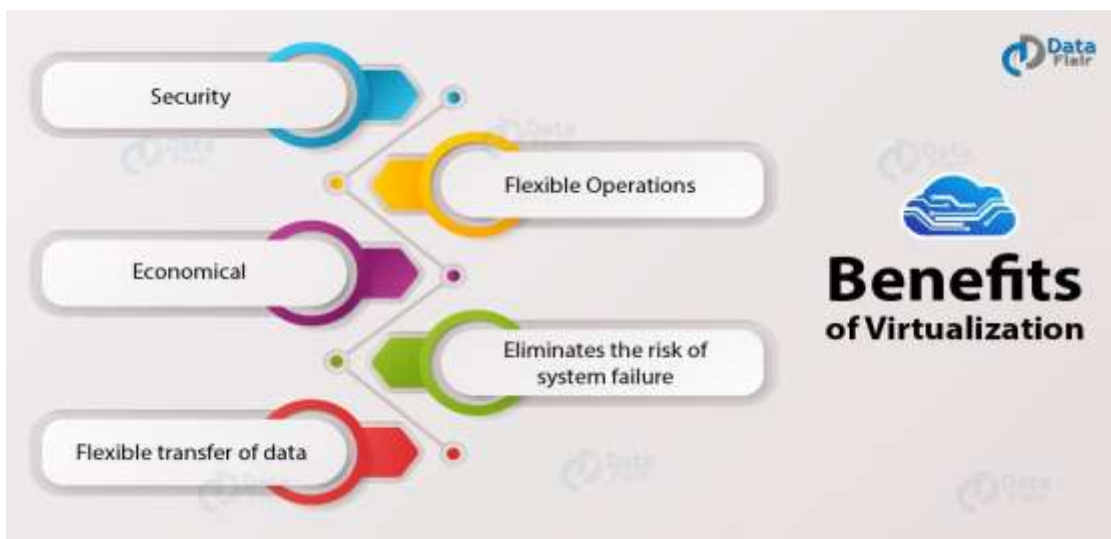 Data
Flair
Security
Flexible Operations
Economical
Eliminates the risk of
system failure
Flexible transfer of data
Benefits
of Virtualization